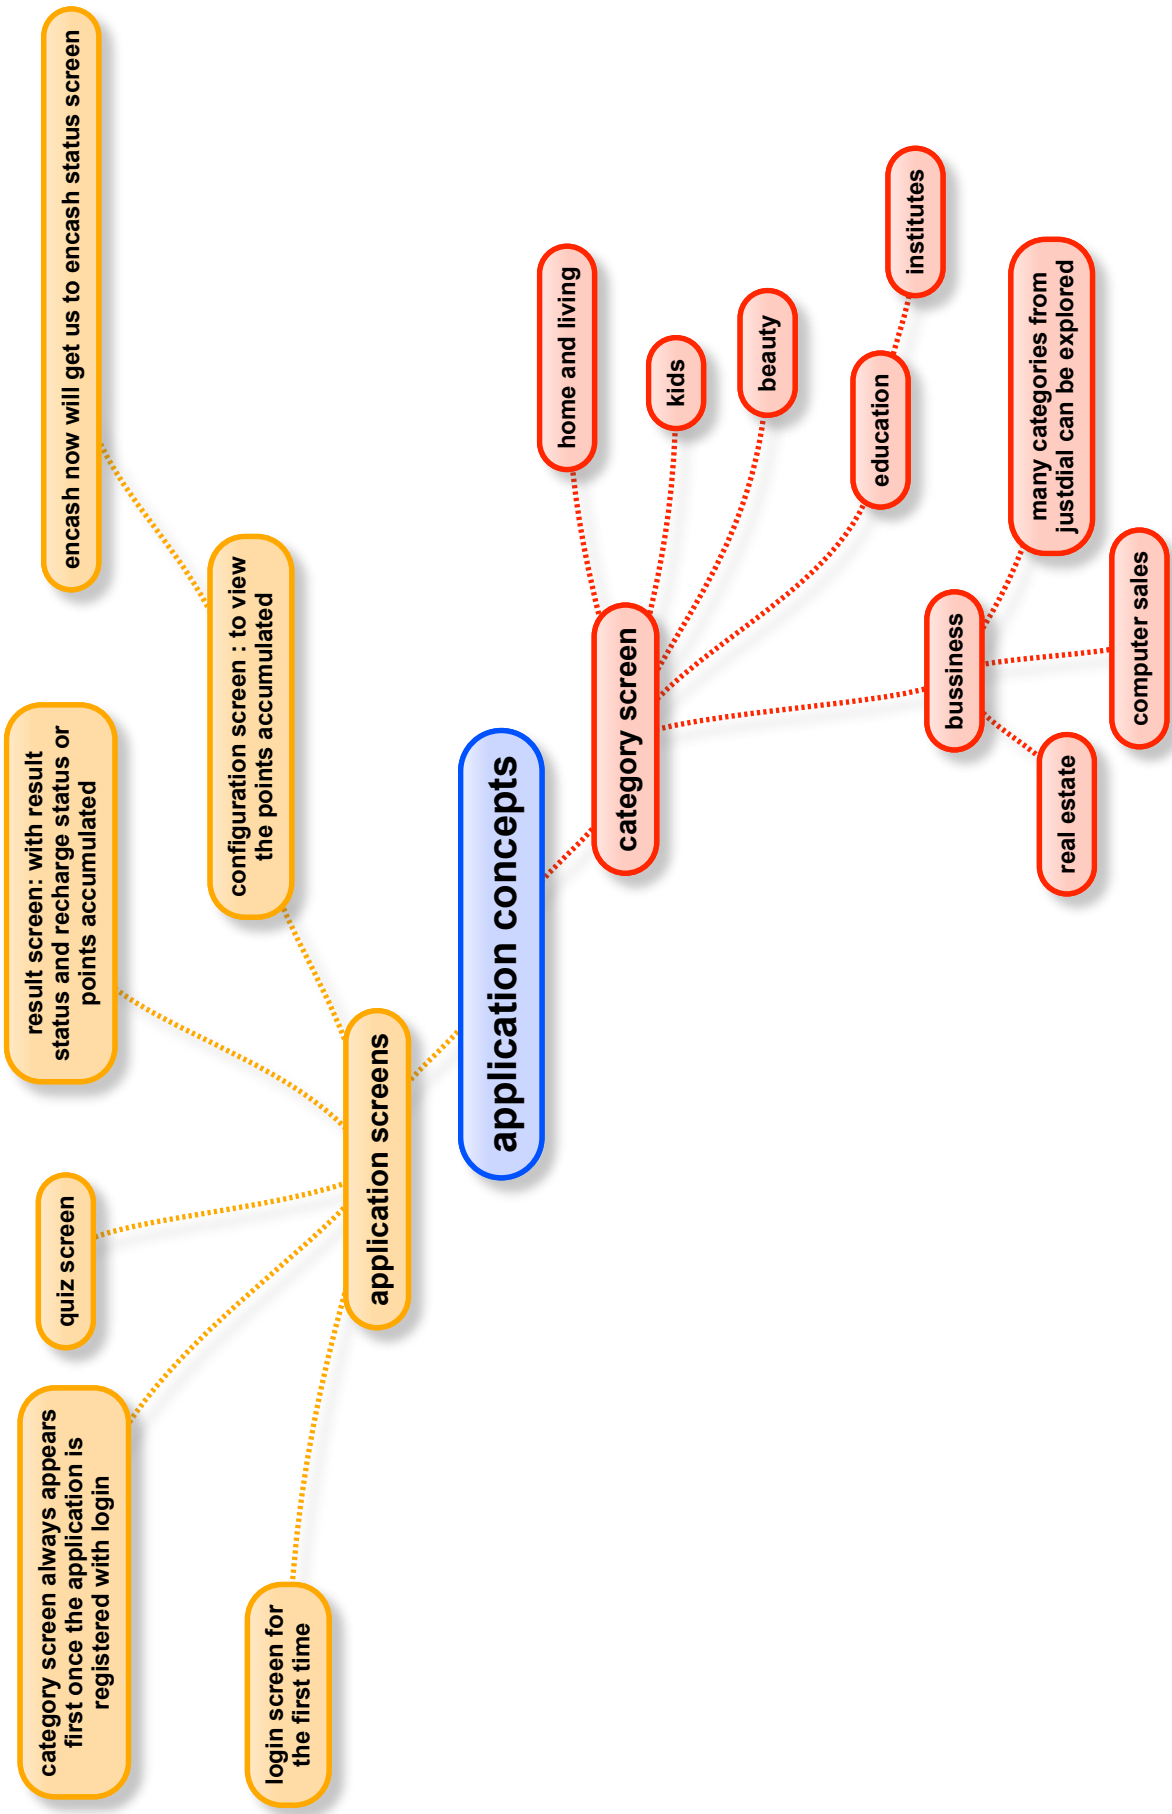 application concepts
application screens
login screen for
the first time
category screen always appears
first once the application is
registered with login
quiz screen
result screen: with result
status and recharge status or
points accumulated
configuration screen : to view
the points accumulated
encash now will get us to encash status screen
category screen
home and living
kids
beauty
education
institutes
bussiness
many categories from
justdial can be explored
computer sales
real estate